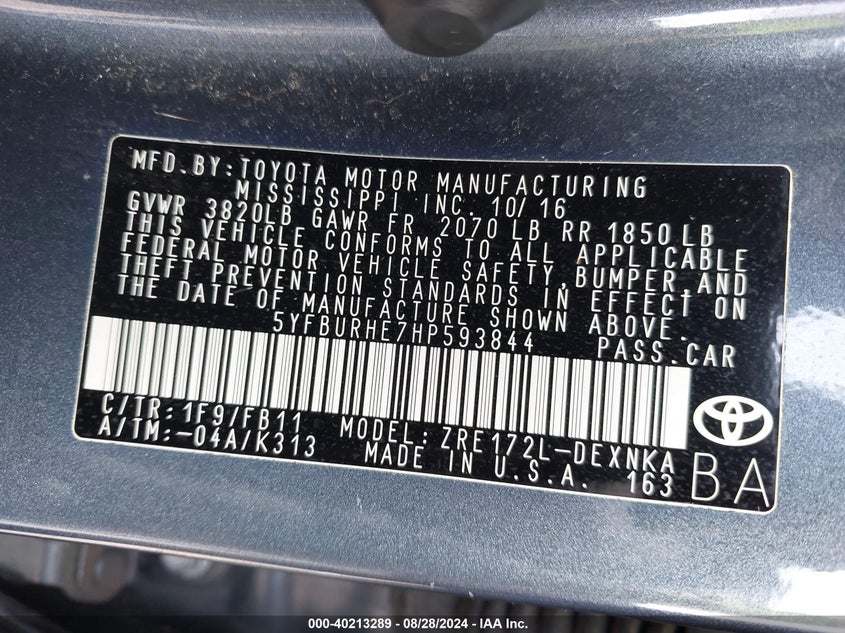 MFD.BY:TOYOTA MOTOR MANUFACTURING
MISSISSIPPI INC. 10/16
GVWR 3820LB GAWR FR 2070 LB RR 1850 LB
THIS VEHICLE CONFORMS TO ALL APPLICABLE
FEDERAL MOTOR VEHICLE SAFETY,BUMPER,AND
THEFT PREVENTION STANDARDS IN EFFECT ON
THE DATE OF MANUFACTURE SHOWN ABOVE.
5YFBURHE7HP593844 PASS.CAR
C/TR:1F9/FB11 MODEL:ZRE172L-DEXNKA
A/TM:-04A/K313 MADE IN U.S.A. 163
BA
000-40213289 - 08/28/2024 - IAA Inc.